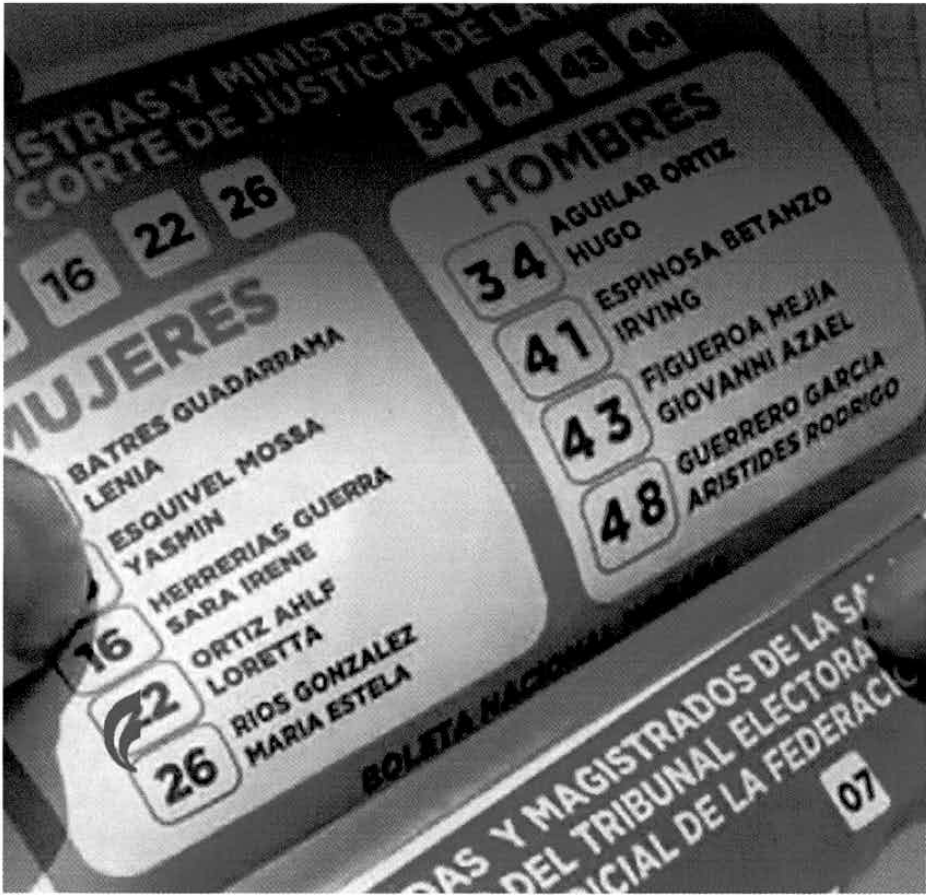 ISTRAS Y MINISTROS DE
CORTE DE JUSTICIA DE LA
16 22 26
34 41 43 48
MUJERES
BATRES GUADARRAMA
LENIA
ESQUIVEL MOSSA
YASMIN
16 HERRERIAS GUERRA
SARA IRENE
22 ORTIZ AHLF
LORETTA
26 RIOS GONZALEZ
MARIA ESTELA
HOMBRES
34 AGUILAR ORTIZ
HUGO
41 ESPINOSA BETANZO
IRVING
43 FIGUEROA MEJIA
GIOVANNI AZAEL
48 GUERRERO GARCIA
ARISTIDES RODRIGO
BOLETA NACIONAL
DAS Y MAGISTRADOS DE LA SA
DEL TRIBUNAL ELECTORA
ICIAL DE LA FEDERACIÓ
07